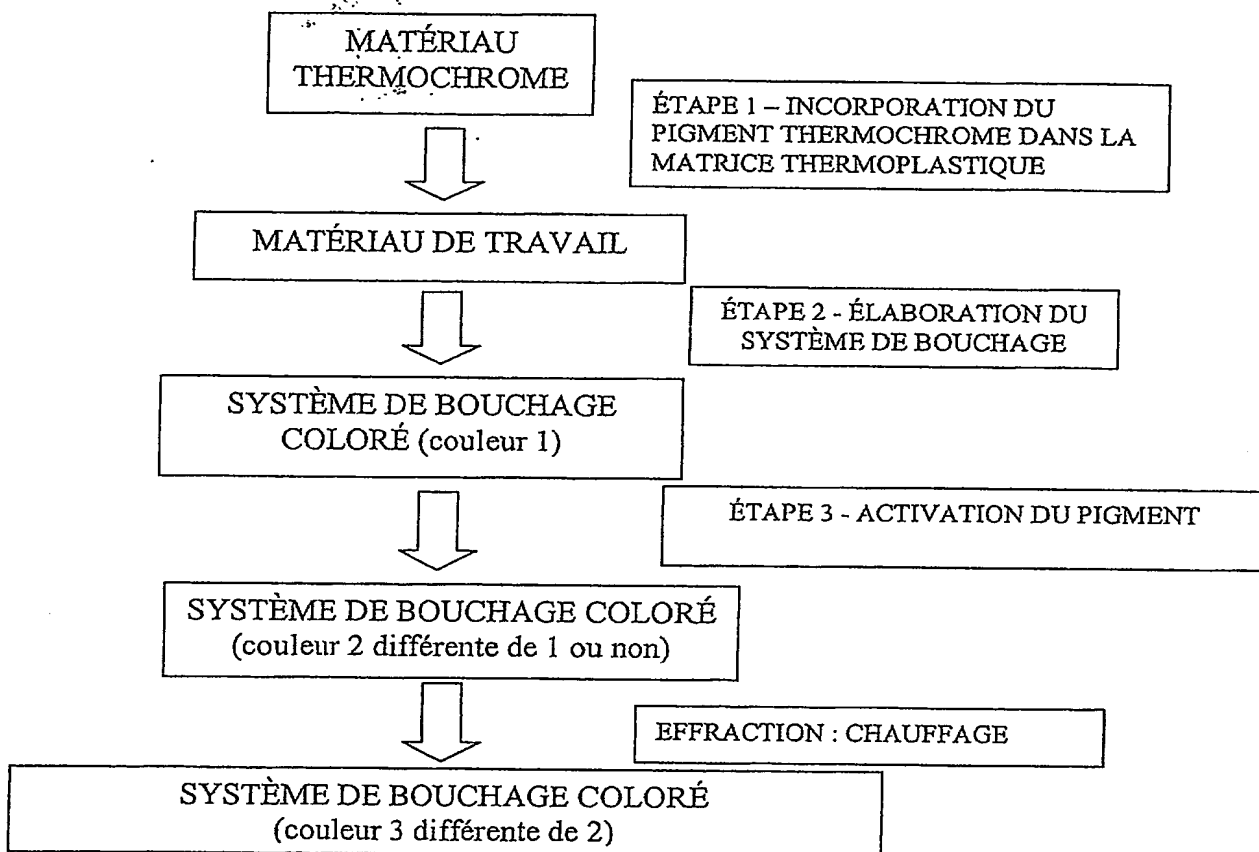 MATÉRIAU
THERMOCHROME
ÉTAPE 1 – INCORPORATION DU
PIGMENT THERMOCHROME DANS LA
MATRICE THERMOPLASTIQUE
MATÉRIAU DE TRAVAIL
ÉTAPE 2 - ÉLABORATION DU
SYSTÈME DE BOUCHAGE
SYSTÈME DE BOUCHAGE
COLORÉ (couleur 1)
ÉTAPE 3 - ACTIVATION DU PIGMENT
SYSTÈME DE BOUCHAGE COLORÉ
(couleur 2 différente de 1 ou non)
EFFRACTION : CHAUFFAGE
SYSTÈME DE BOUCHAGE COLORÉ
(couleur 3 différente de 2)